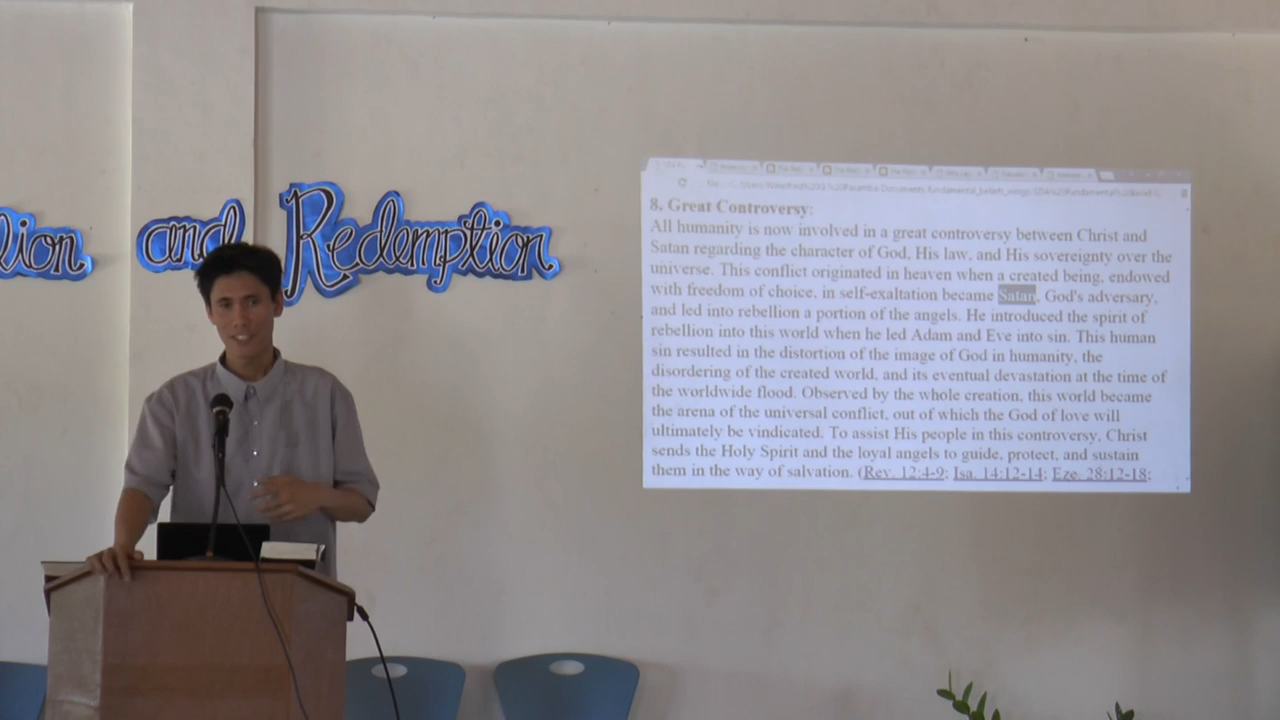 tion and Redemption
8. Great Controversy:
All humanity is now involved in a great controversy between Christ and
Satan regarding the character of God, His law, and His sovereignty over the
universe. This conflict originated in heaven when a created being, endowed
with freedom of choice, in self-exaltation became Satan, God's adversary,
and led into rebellion a portion of the angels. He introduced the spirit of
rebellion into this world when he led Adam and Eve into sin. This human
sin resulted in the distortion of the image of God in humanity, the
disordering of the created world, and its eventual devastation at the time of
the worldwide flood. Observed by the whole creation, this world became
the arena of the universal conflict, out of which the God of love will
ultimately be vindicated. To assist His people in this controversy, Christ
sends the Holy Spirit and the loyal angels to guide, protect, and sustain
them in the way of salvation. (Rev. 12:4-9; Isa. 14:12-14; Eze. 28:12-18;